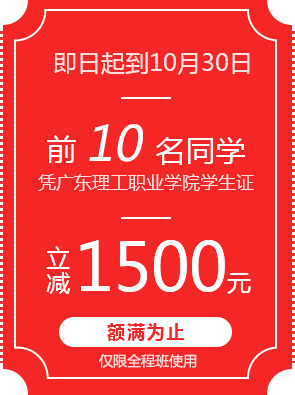 即日起到10月30日
前 10 名同学
凭广东理工职业学院学生证
立减1500元
额满为止
仅限全程班使用